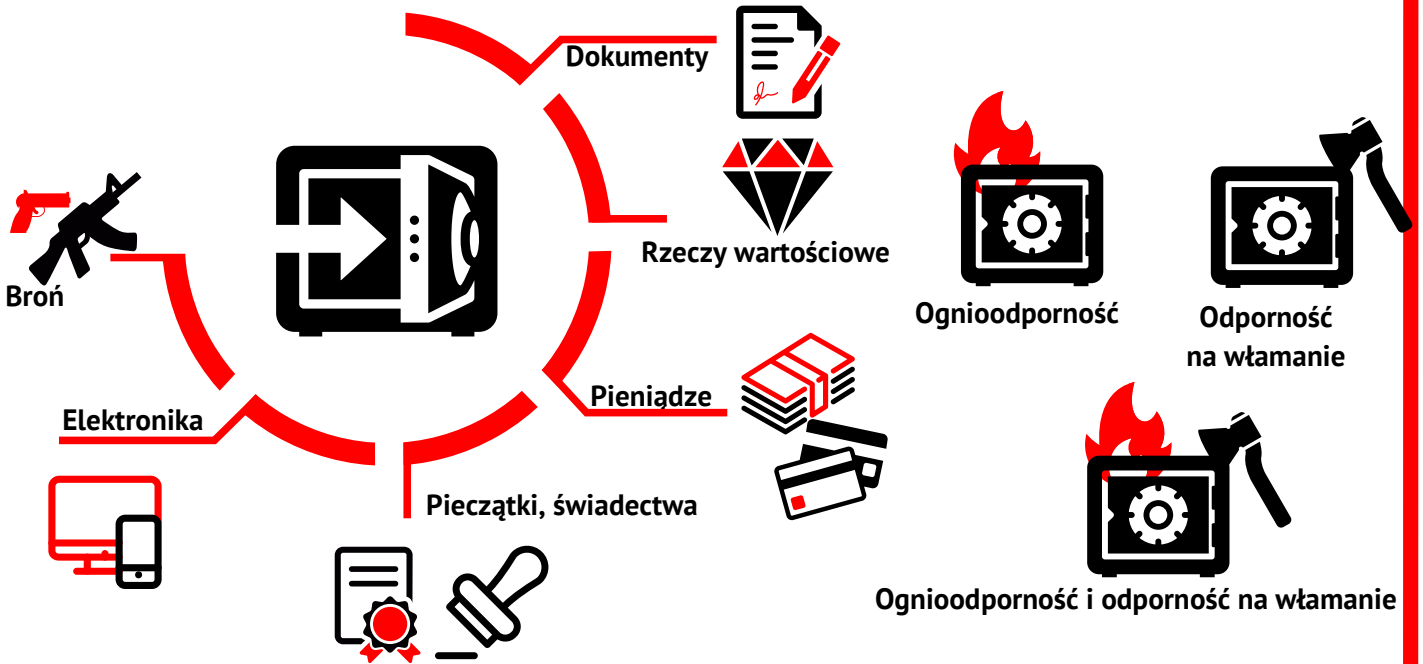 Dokumenty
Rzeczy wartościowe
Broń
Ognioodporność
Odporność
na włamanie
Pieniądze
Elektronika
Pieczątki, świadectwa
Ognioodporność i odporność na włamanie